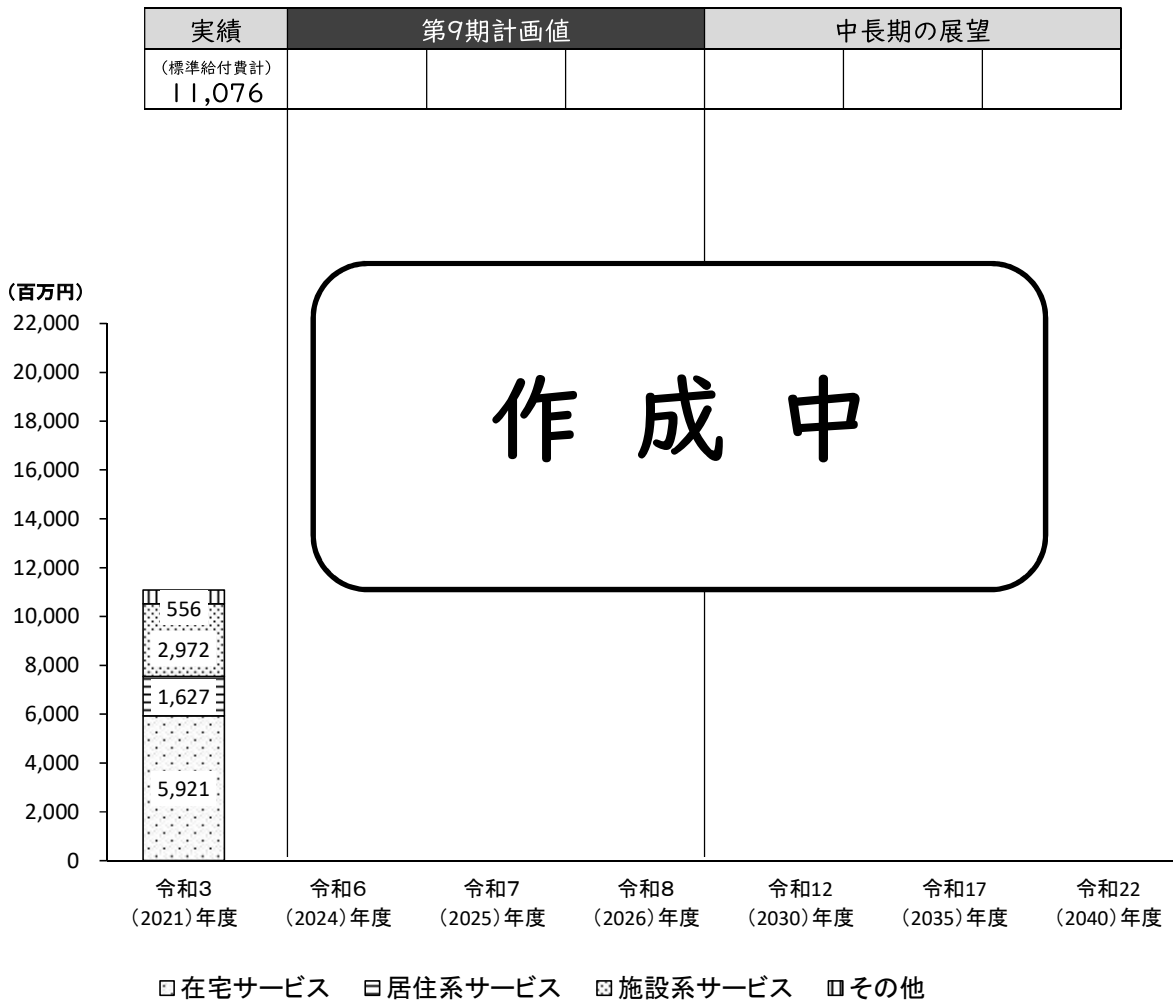 実績 第9期計画値 中長期の展望
(標準給付費計)
11,076
(百万円)
22,000
20,000
18,000
16,000
14,000
12,000
10,000
8,000
6,000
4,000
2,000
0
作成中
556
2,972
1,627
5,921
令和3 令和6 令和7 令和8 令和12 令和17 令和22
(2021)年度 (2024)年度 (2025)年度 (2026)年度 (2030)年度 (2035)年度 (2040)年度
在宅サービス 居住系サービス 施設系サービス その他